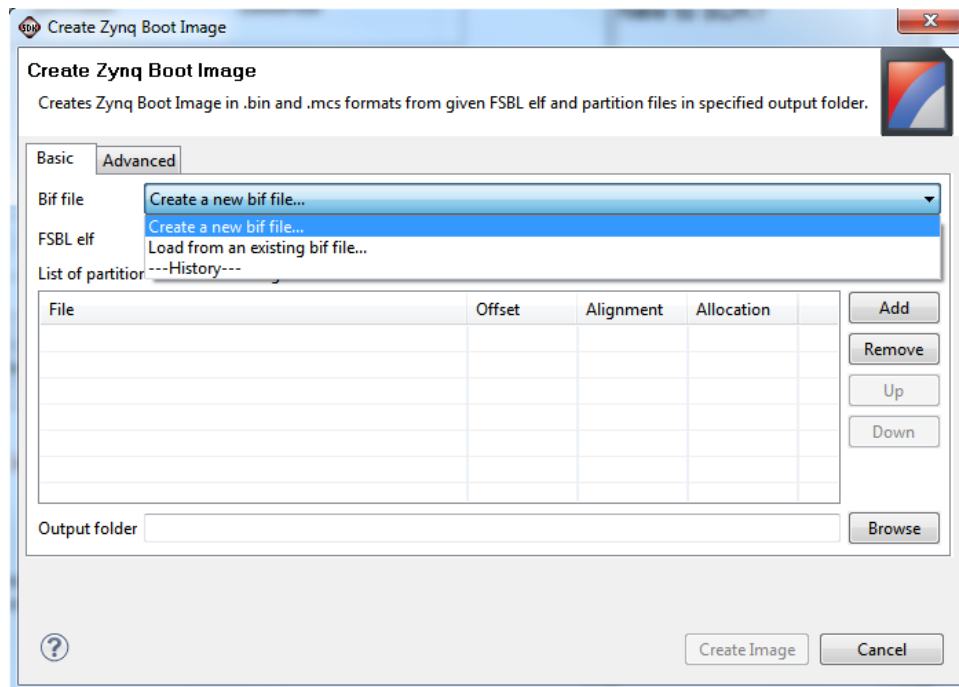 SDK Create Zynq Boot Image
Create Zynq Boot Image
Creates Zynq Boot Image in .bin and .mcs formats from given FSBL elf and partition files in specified output folder.
Basic Advanced
Bif file Create a new bif file...
Create a new bif file...
FSBL elf
Load from an existing bif file...
List of partition
---History---
File Offset Alignment Allocation Add
Remove
Up
Down
Output folder Browse
? Create Image Cancel